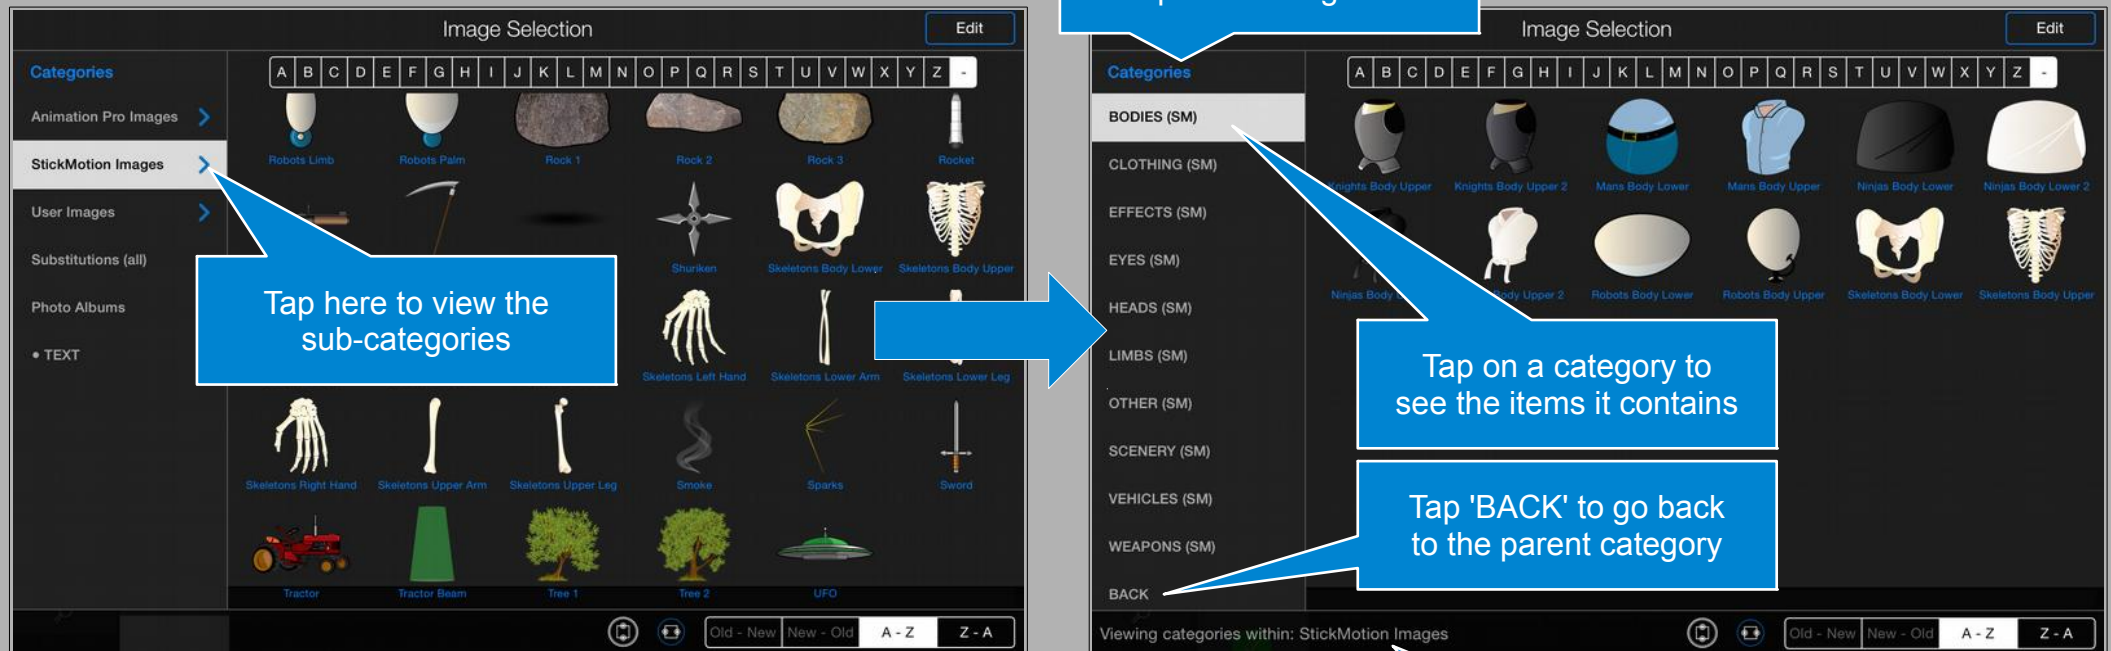 Image Selection
Edit
Categories
A B C D E F G H I J K L M N O P Q R S T U V W X Y Z -
Animation Pro Images
StickMotion Images
User Images
Substitutions (all)
Photo Albums
• TEXT
Robots Limb
Robots Palm
Rock 1
Rock 2
Rock 3
Rocket
Shuriken
Skeletons Body Lower
Skeletons Body Upper
Skeletons Left Hand
Skeletons Lower Arm
Skeletons Lower Leg
Skeletons Right Hand
Skeletons Upper Arm
Skeletons Upper Leg
Smoke
Sparks
Sword
Tractor
Tractor Beam
Tree 1
Tree 2
UFO
Tap here to view the
sub-categories
Old - New
New - Old
A - Z
Z - A
Image Selection
Edit
Categories
A B C D E F G H I J K L M N O P Q R S T U V W X Y Z -
BODIES (SM)
CLOTHING (SM)
EFFECTS (SM)
EYES (SM)
HEADS (SM)
LIMBS (SM)
OTHER (SM)
SCENERY (SM)
VEHICLES (SM)
WEAPONS (SM)
BACK
Knights Body Upper
Knights Body Upper 2
Mans Body Lower
Mans Body Upper
Ninjas Body Lower
Ninjas Body Lower 2
Ninjas Body
Body Upper 2
Robots Body Lower
Robots Body Upper
Skeletons Body Lower
Skeletons Body Upper
Tap on a category to
see the items it contains
Tap 'BACK' to go back
to the parent category
Viewing categories within: StickMotion Images
Old - New
New - Old
A - Z
Z - A